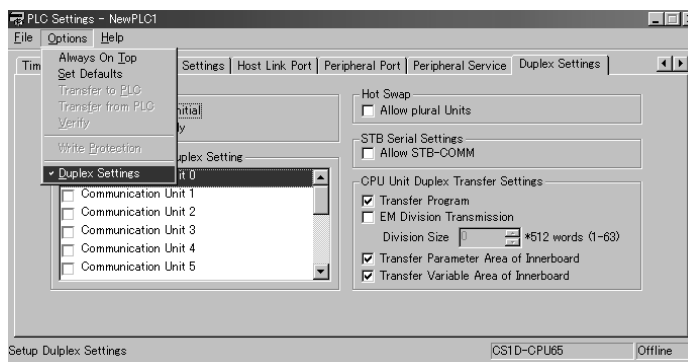 PLC Settings - NewPLC1
File Options Help
Always On Top
Set Defaults
Transfer to PLC
Transfer from PLC
Verify
Write Protection
Duplex Settings
Tim
Settings Host Link Port Peripheral Port Peripheral Service Duplex Settings
nitial
ly
uplex Setting
it 0
Communication Unit 1
Communication Unit 2
Communication Unit 3
Communication Unit 4
Communication Unit 5
Hot Swap
Allow plural Units
STB Serial Settings
Allow STB-COMM
CPU Unit Duplex Transfer Settings
Transfer Program
EM Division Transmission
Division Size 0 *512 words (1-63)
Transfer Parameter Area of Innerboard
Transfer Variable Area of Innerboard
Setup Dulplex Settings
CS1D-CPU65
Offline